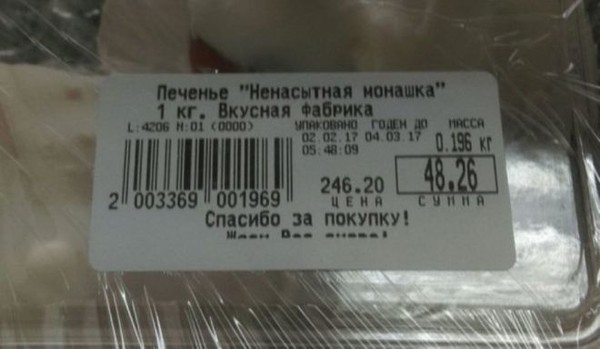 Печенье "Ненасытная монашка"
1 кг. Вкусная фабрика
L:4206 N:01 (0000) УПАКОВАНО ГОДЕН ДО МАССА
02.02.17 04.03.17 0.196 кг
05:48:09
246.20 48.26
2 003369 001969 ЦЕНА СУММА
Спасибо за покупку!